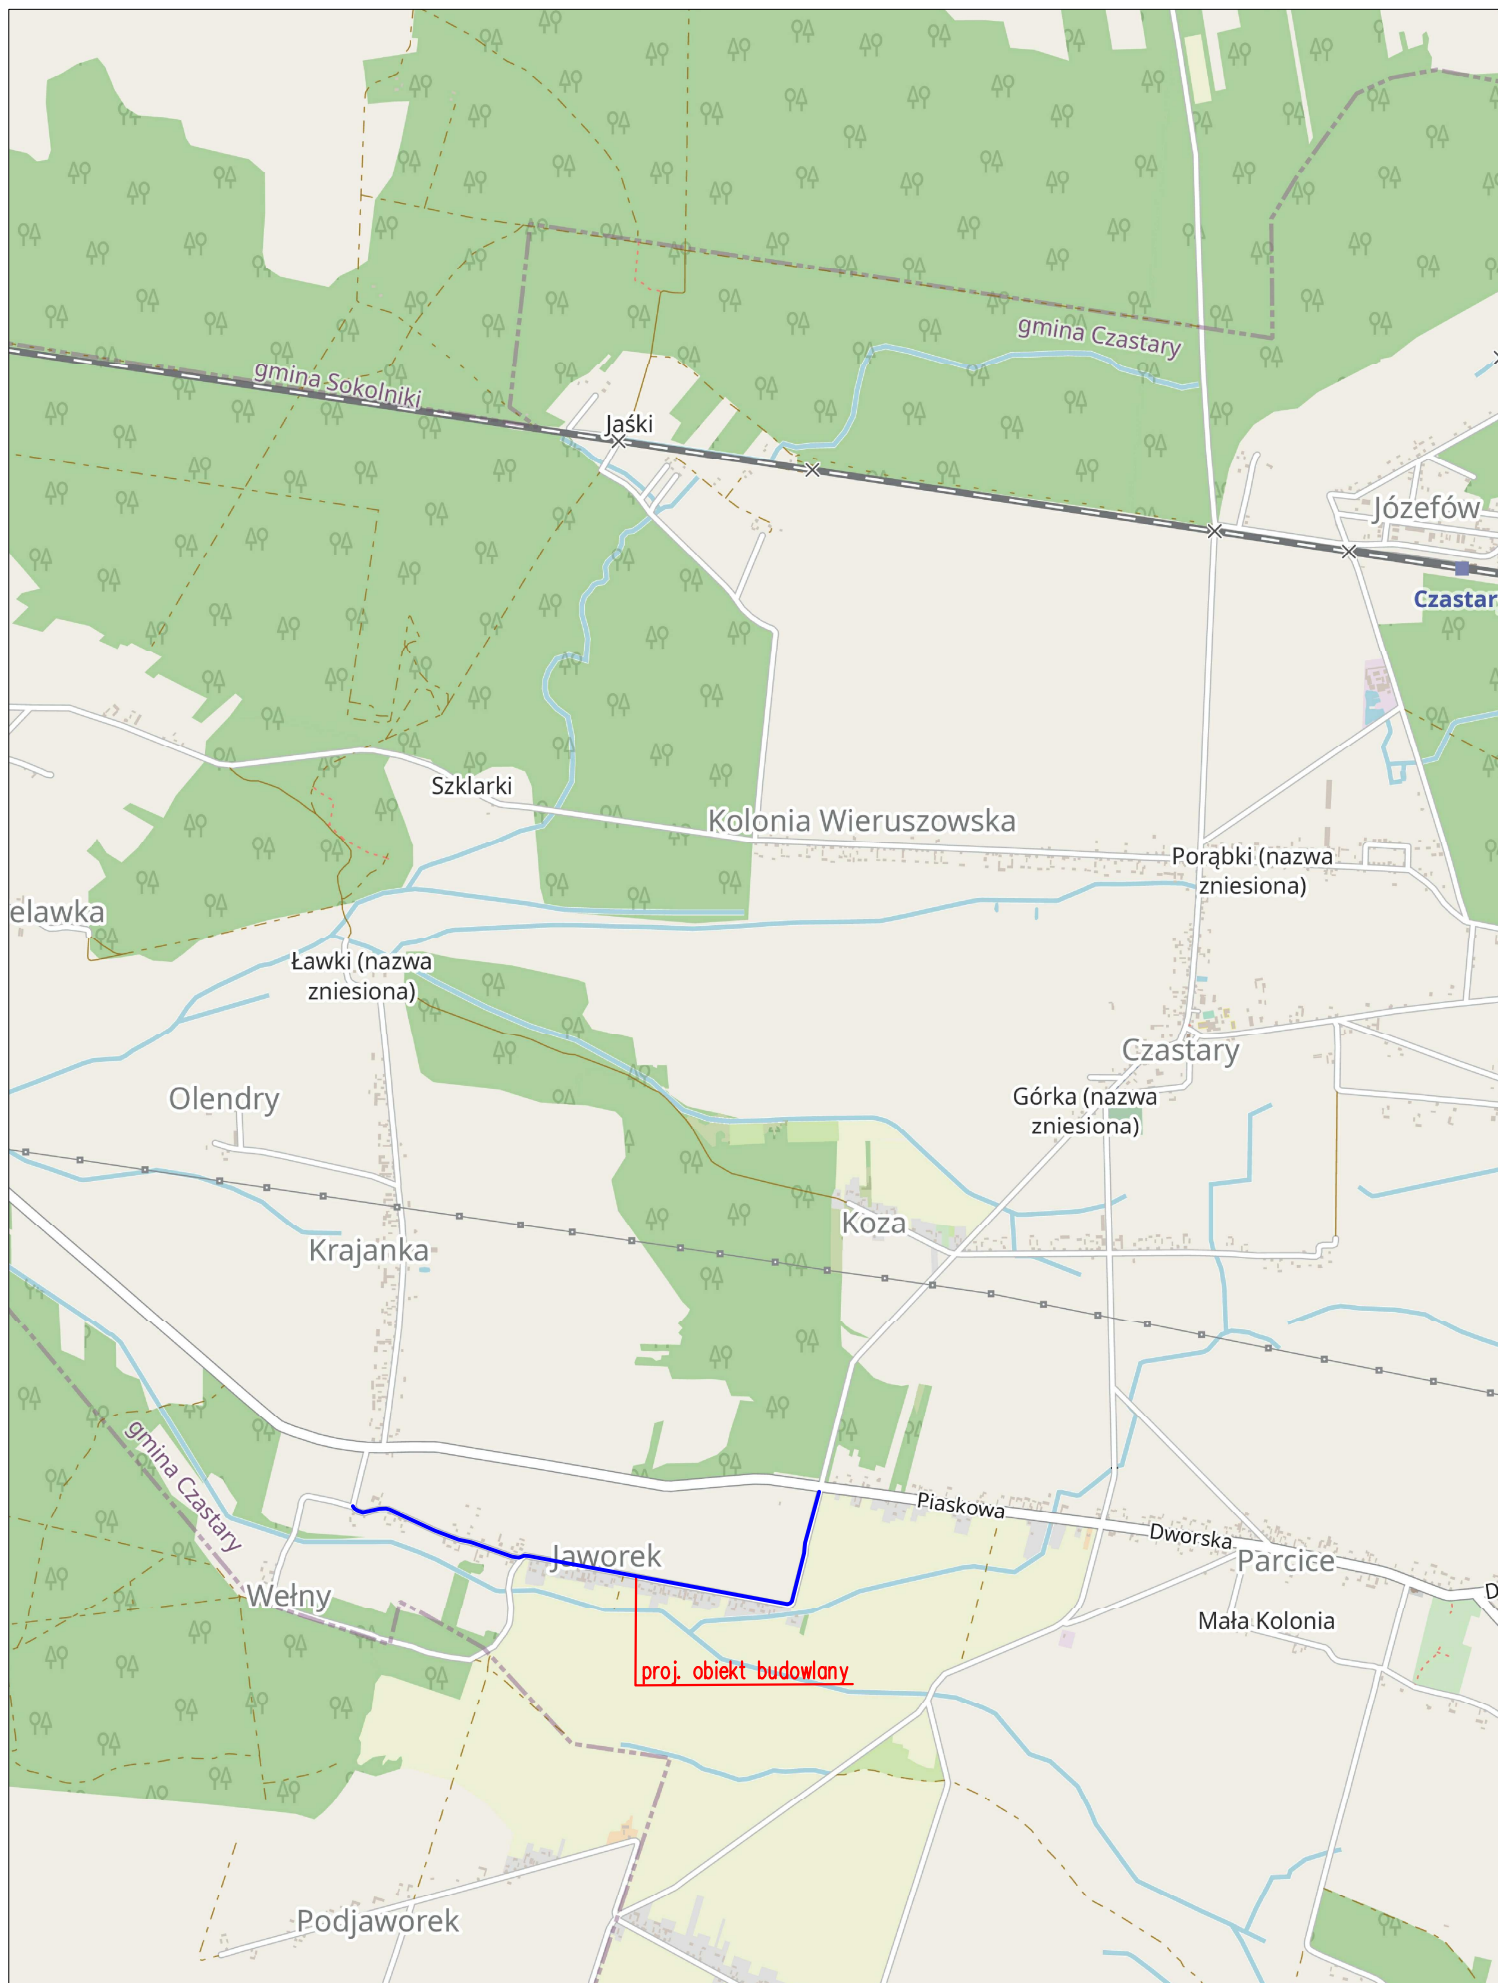 gmina Czastary
gmina Sokolniki
Jaśki
Józefów
Czastar
Szklarki
Kolonia Wieruszowska
Porąbki (nazwa
zniesiona)
elawka
Ławki (nazwa
zniesiona)
Czastary
Olendry
Górka (nazwa
zniesiona)
Koza
Krajanka
gmina Czastary
Piaskowa
Dworska
Jaworek
Parcice
Wełny
D
Mała Kolonia
proj. obiekt budowlany
Podjaworek